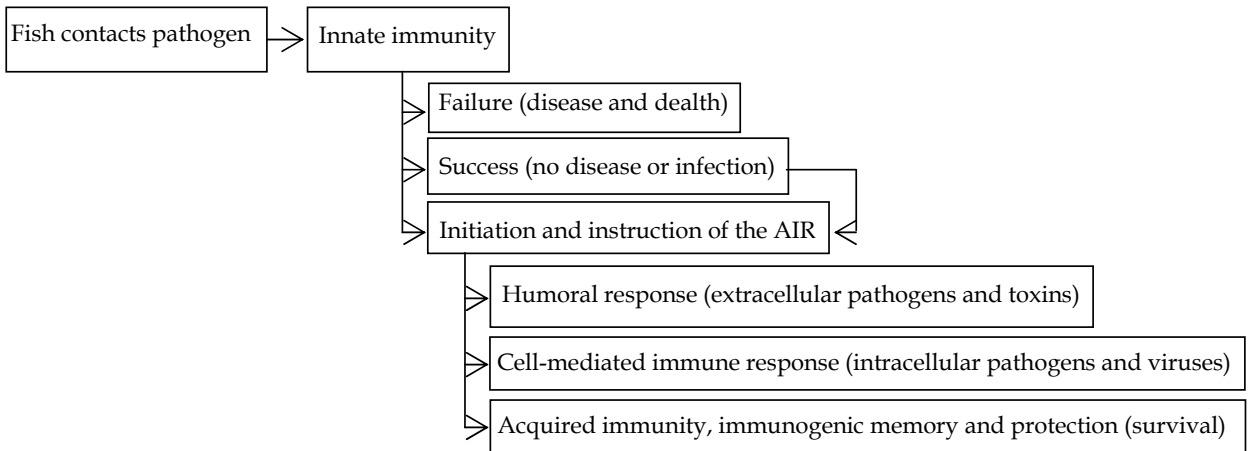 Fish contacts pathogen
Innate immunity
Failure (disease and dealth)
Success (no disease or infection)
Initiation and instruction of the AIR
Humoral response (extracellular pathogens and toxins)
Cell-mediated immune response (intracellular pathogens and viruses)
Acquired immunity, immunogenic memory and protection (survival)